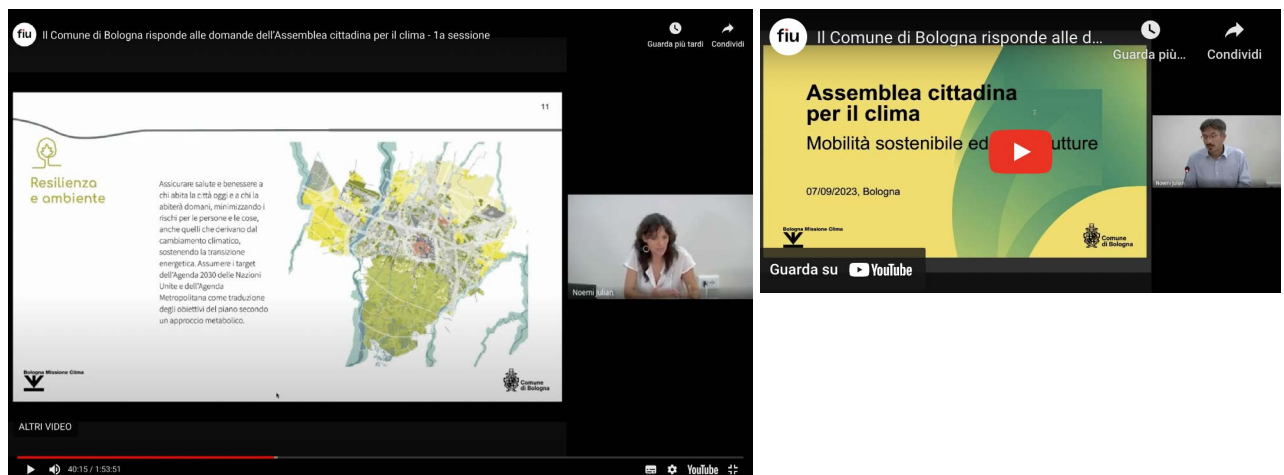 fiu
Il Comune di Bologna risponde alle domande dell'Assemblea cittadina per il clima - 1a sessione
Guarda più tardi
Condividi
11
Resilienza
e ambiente
Assicurare salute e benessere a
chi abita la città oggi e a chi la
abiterà domani, minimizzando i
rischi per le persone e le cose,
anche quelli che derivano dal
cambiamento climatico,
sostenendo la transizione
energetica. Assumere i target
dell'Agenda 2030 delle Nazioni
Unite e dell'Agenda
Metropolitana come traduzione
degli obiettivi del piano secondo
un approccio metabolico.
Noemi Julian
Bologna Missione Clima
Comune
di Bologna
ALTRI VIDEO
40:15 / 1:53:51
YouTube
fiu
Il Comune di Bologna risponde alle d...
Guarda più...
Condividi
Assemblea cittadina
per il clima
Mobilità sostenibile ed utture
07/09/2023, Bologna
Noemi Julian
Bologna Missione Clima
Comune
di Bologna
Guarda su YouTube